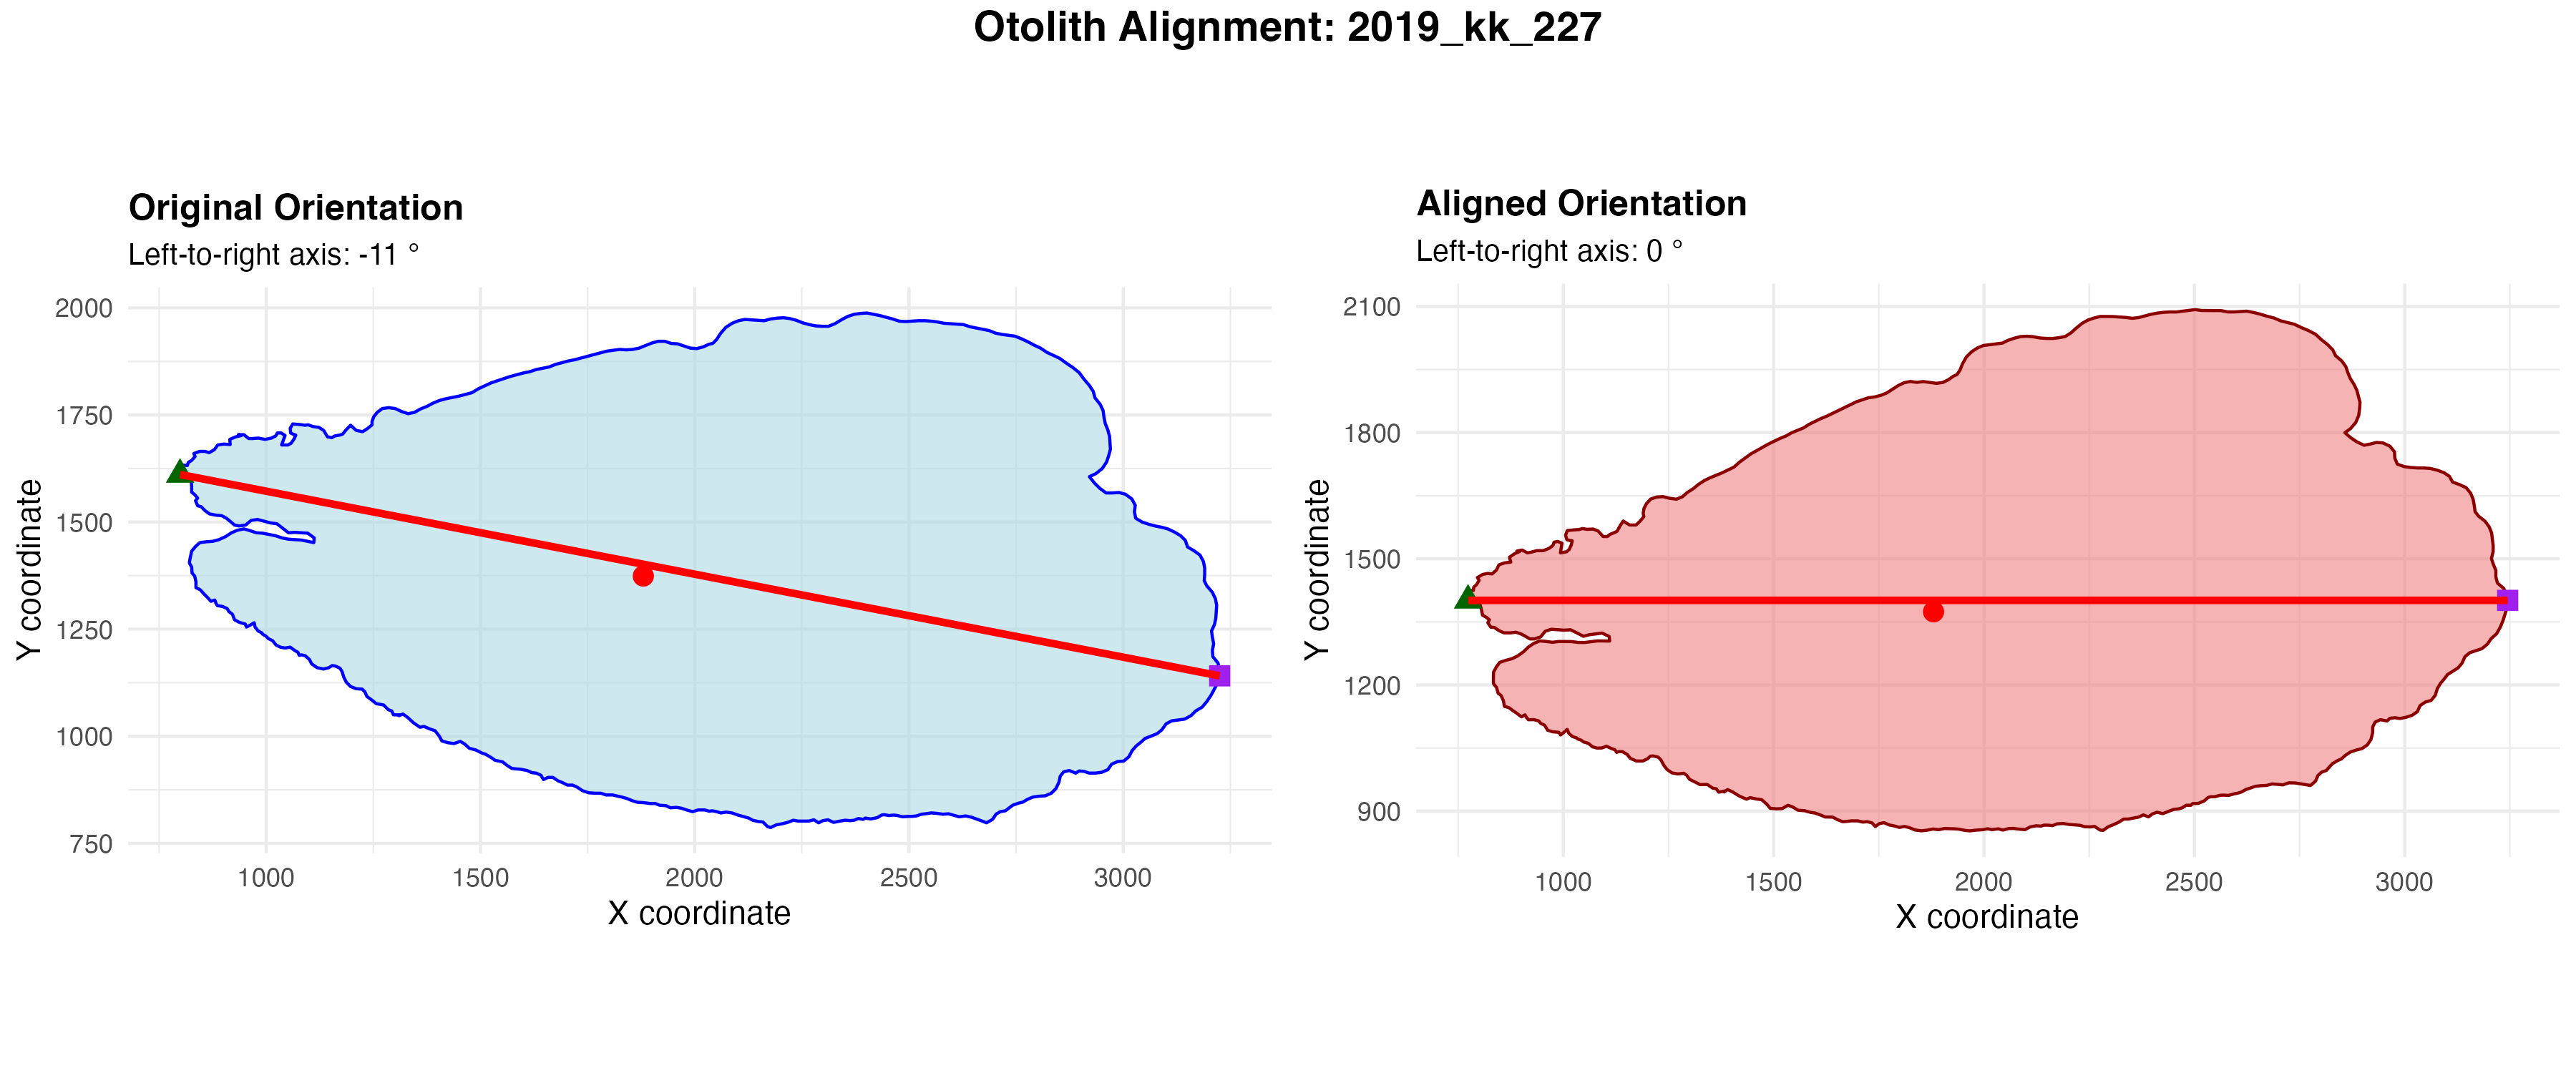 Otolith Alignment: 2019_kk_227
Original Orientation
Left-to-right axis: -11 °
2000
1750
1500
1250
1000
750
Y coordinate
1000 1500 2000 2500 3000
X coordinate
Aligned Orientation
Left-to-right axis: 0 °
2100
1800
1500
1200
900
Y coordinate
1000 1500 2000 2500 3000
X coordinate